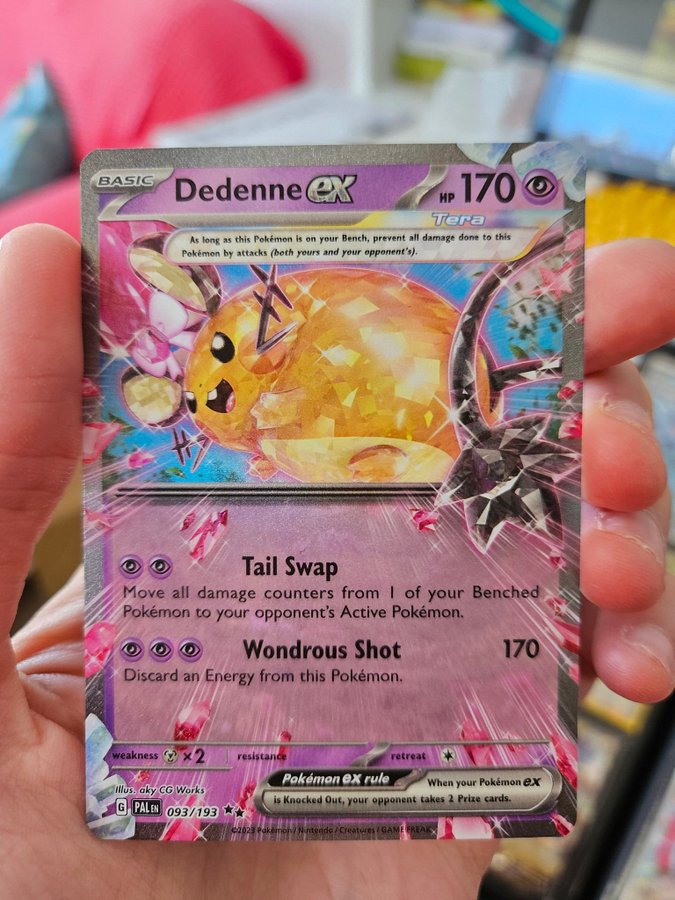 BASIC
Dedenne ex
HP 170
Tera
As long as this Pokémon is on your Bench, prevent all damage done to this
Pokémon by attacks (both yours and your opponent's).
Tail Swap
Move all damage counters from 1 of your Benched
Pokémon to your opponent's Active Pokémon.
Wondrous Shot 170
Discard an Energy from this Pokémon.
weakness ×2 resistance retreat
Pokémon ex rule
When your Pokémon ex
is Knocked Out, your opponent takes 2 Prize cards.
Illus. aky CG Works
G PAL EN 093/193 ★★
©2023 Pokémon / Nintendo / Creatures / GAME FREAK